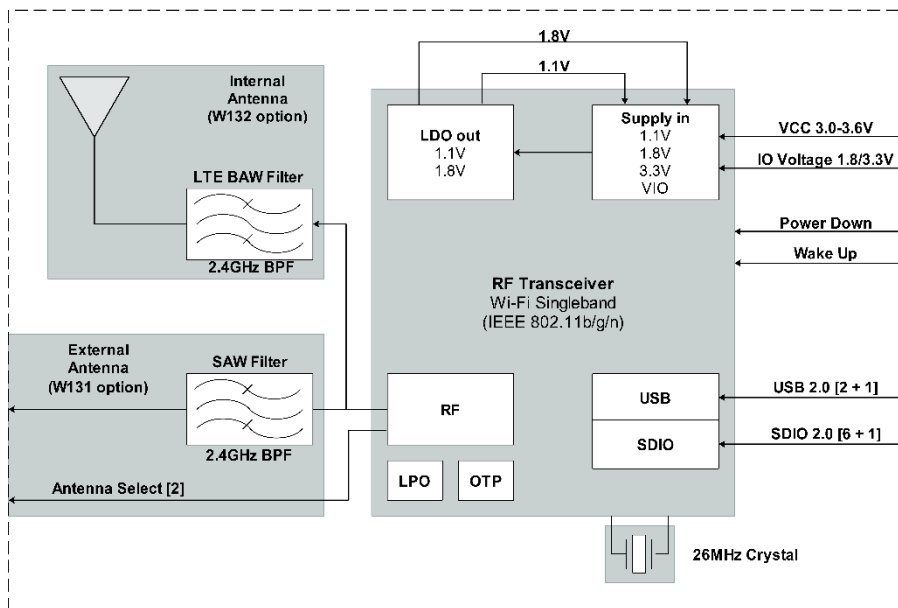 1.8V
1.1V
Internal
Antenna
(W132 option)
LTE BAW Filter
2.4GHz BPF
LDO out
1.1V
1.8V
Supply in
1.1V
1.8V
3.3V
VIO
VCC 3.0-3.6V
IO Voltage 1.8/3.3V
Power Down
Wake Up
RF Transceiver
Wi-Fi Singleband
(IEEE 802.11b/g/n)
External
Antenna
(W131 option)
SAW Filter
2.4GHz BPF
Antenna Select [2]
RF
LPO
OTP
USB
SDIO
USB 2.0 [2 + 1]
SDIO 2.0 [6 + 1]
26MHz Crystal